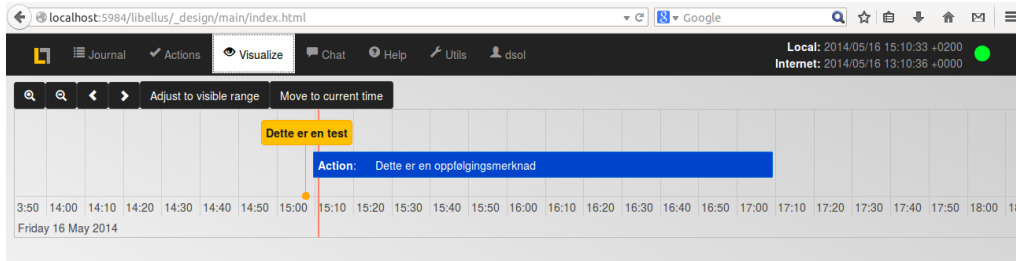 localhost:5984/libellus/_design/main/index.html Google
Journal Actions Visualize Chat Help Utils dsol
Local: 2014/05/16 15:10:33 +0200
Internet: 2014/05/16 13:10:36 +0000
Adjust to visible range Move to current time
Dette er en test
Action: Dette er en oppfølgingsmerknad
3:50 14:00 14:10 14:20 14:30 14:40 14:50 15:00 15:10 15:20 15:30 15:40 15:50 16:00 16:10 16:20 16:30 16:40 16:50 17:00 17:10 17:20 17:30 17:40 17:50 18:00
Friday 16 May 2014